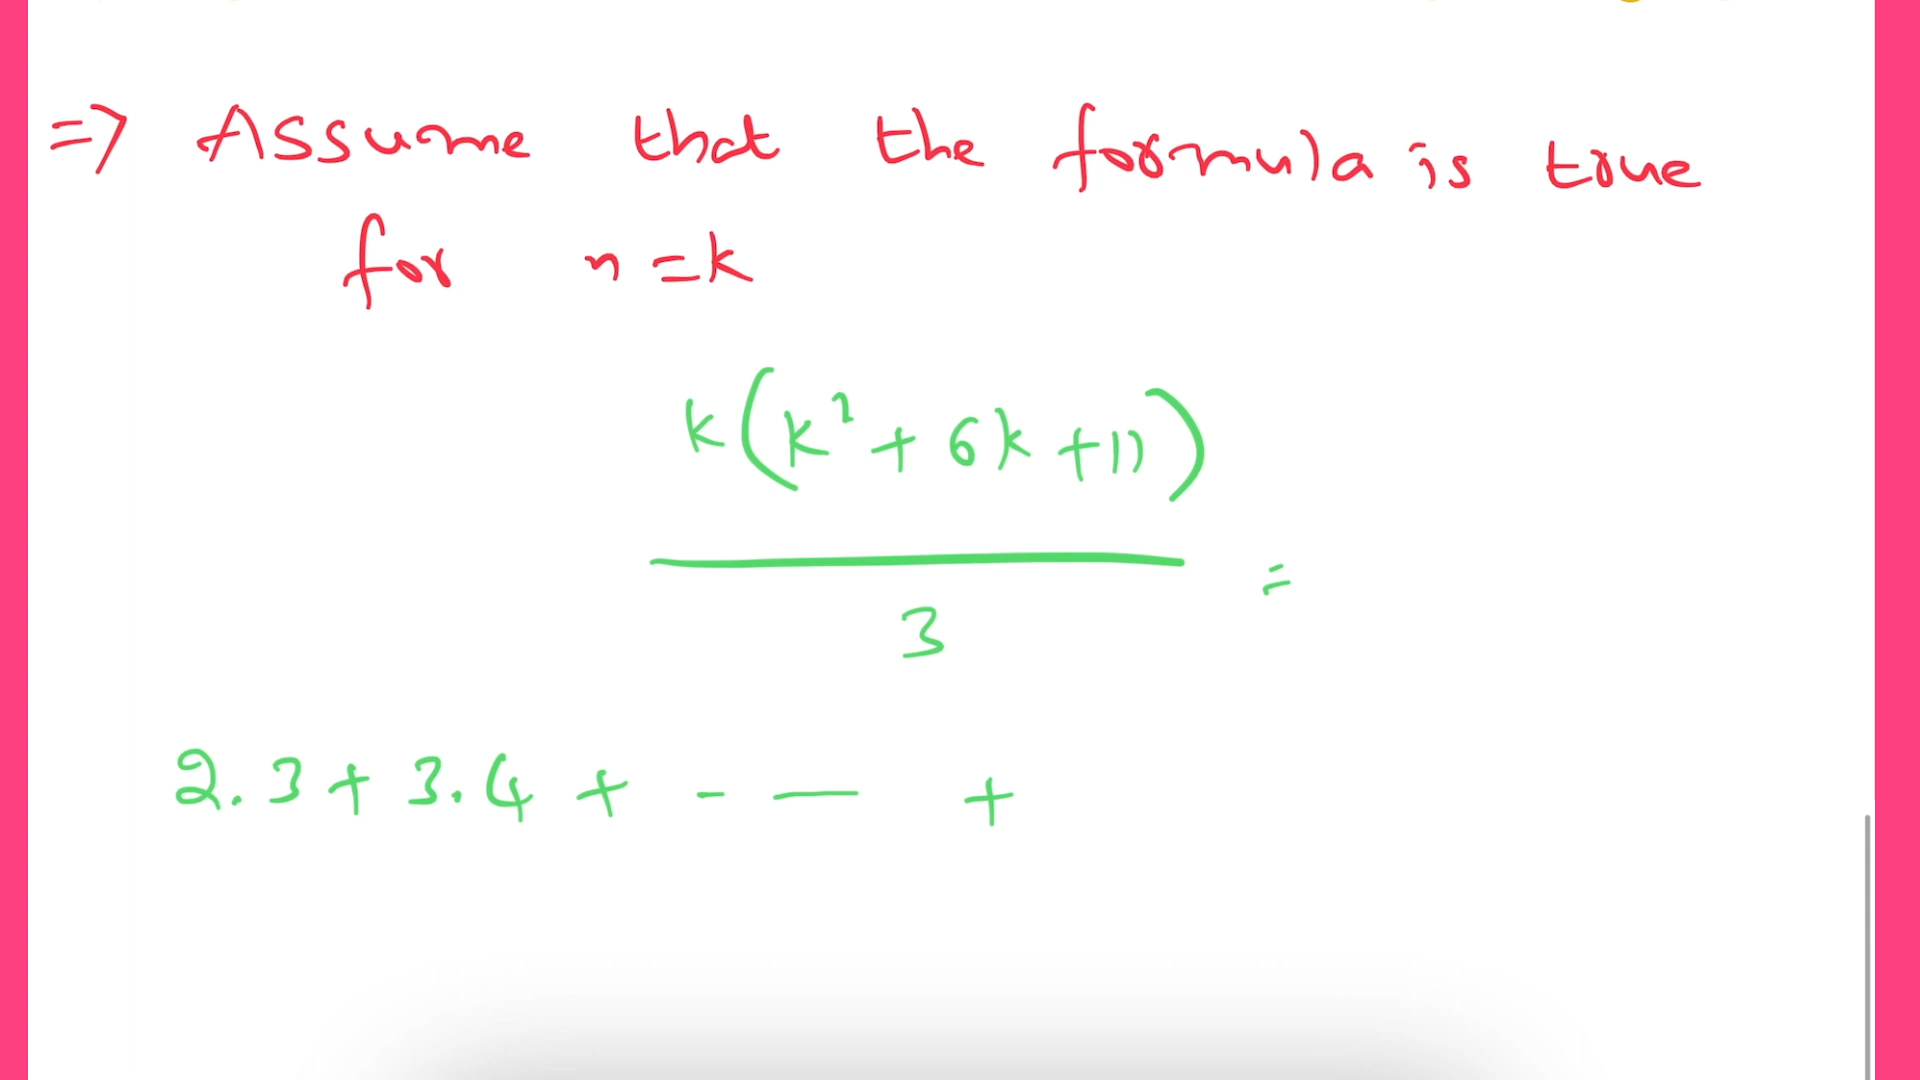 => Assume that the formula is true
for n = k
k(k² + 6k + 11)
3 =
2.3 + 3.4 + - — +